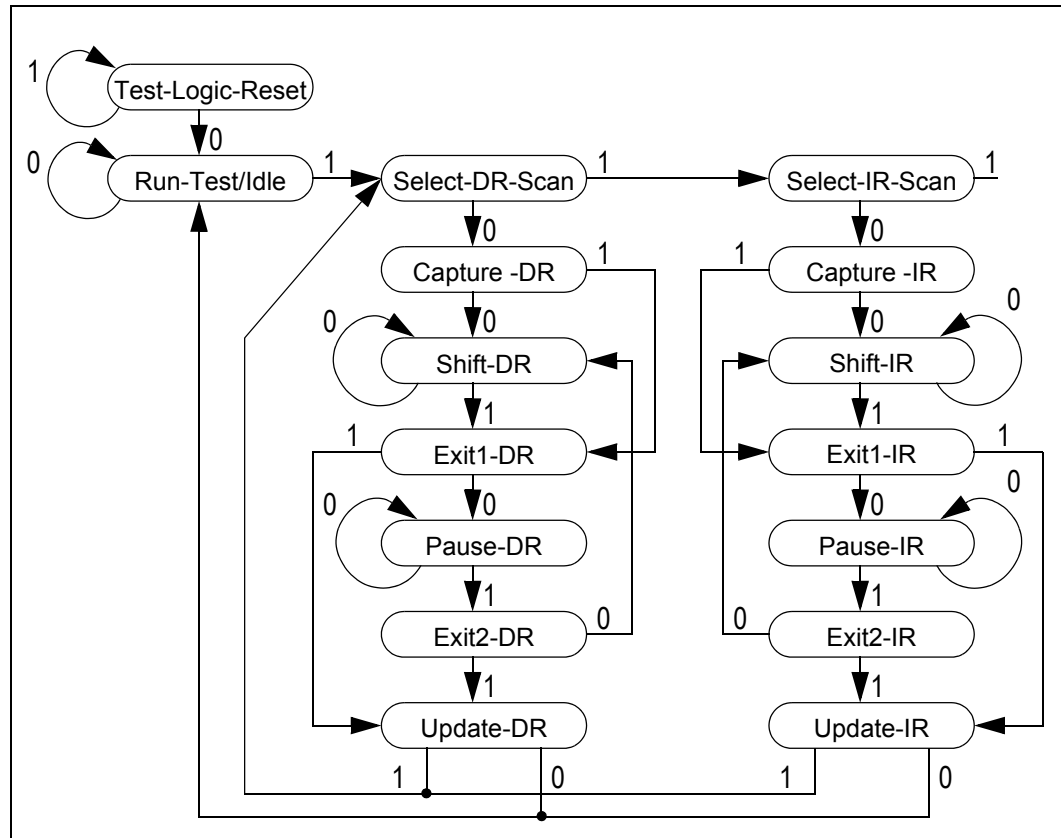 1
Test-Logic-Reset
0
0
Run-Test/Idle
1
Select-DR-Scan
1
Select-IR-Scan
1
0
0
Capture -DR
1
1
Capture -IR
0
0
0
0
Shift-DR
Shift-IR
1
1
1
Exit1-DR
Exit1-IR
1
0
0
0
0
Pause-DR
Pause-IR
1
1
Exit2-DR
0
0
Exit2-IR
1
1
Update-DR
Update-IR
1
0
1
0